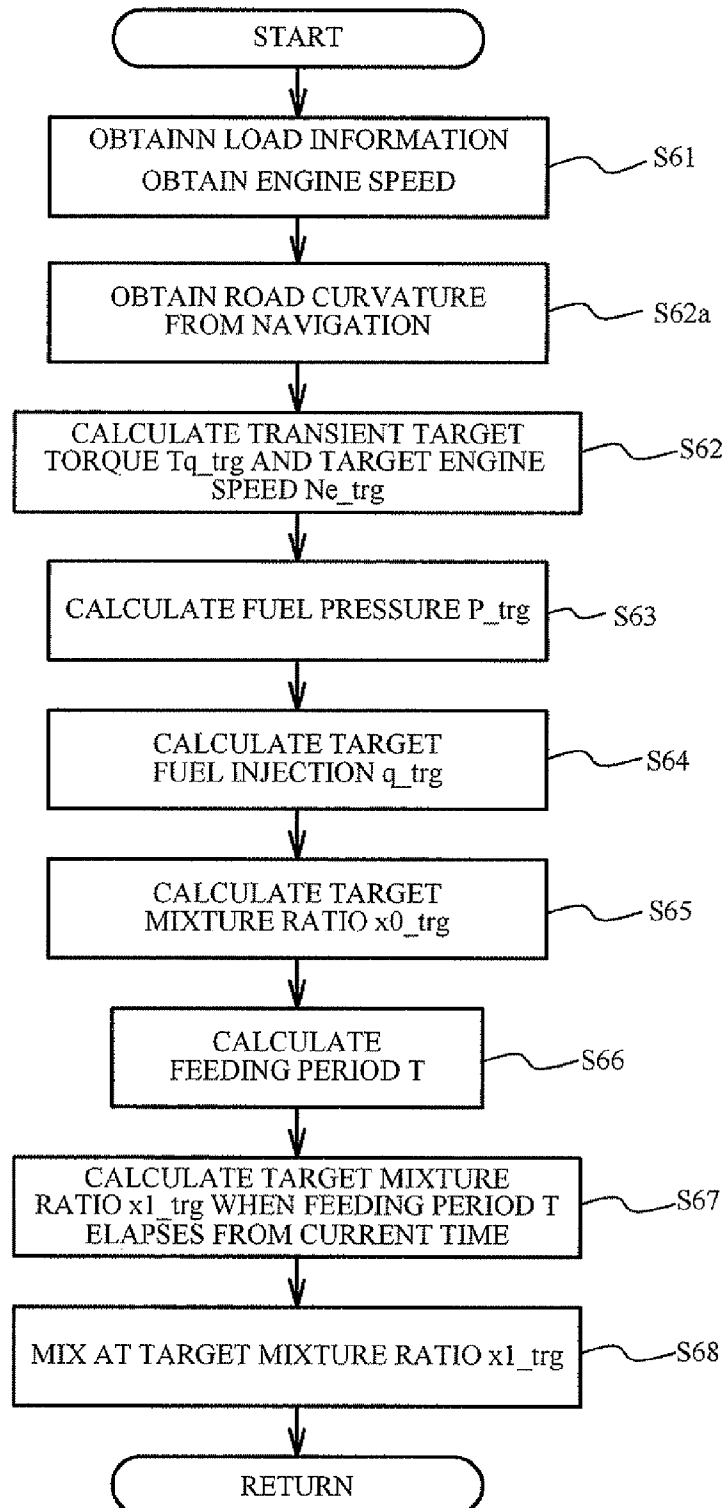 START
OBTAINN LOAD INFORMATION
OBTAIN ENGINE SPEED
S61
OBTAIN ROAD CURVATURE
FROM NAVIGATION
S62a
CALCULATE TRANSIENT TARGET
TORQUE Tq_trg AND TARGET ENGINE
SPEED Ne_trg
S62
CALCULATE FUEL PRESSURE P_trg
S63
CALCULATE TARGET
FUEL INJECTION q_trg
S64
CALCULATE TARGET
MIXTURE RATIO x0_trg
S65
CALCULATE
FEEDING PERIOD T
S66
CALCULATE TARGET MIXTURE
RATIO x1_trg WHEN FEEDING PERIOD T
ELAPSES FROM CURRENT TIME
S67
MIX AT TARGET MIXTURE RATIO x1_trg
S68
RETURN